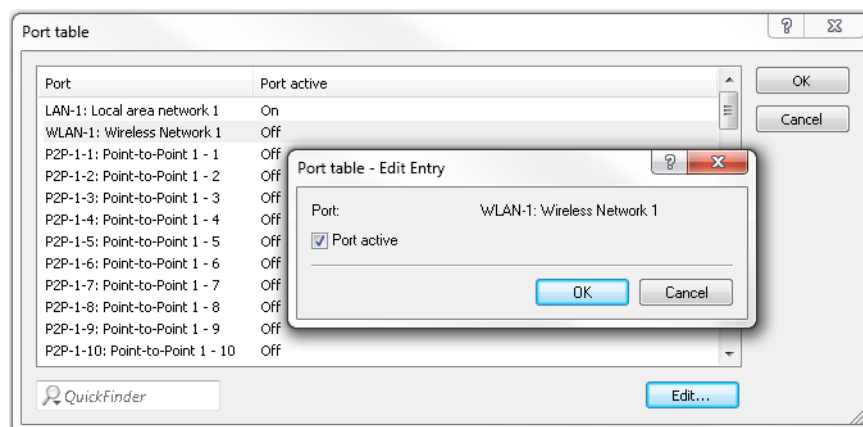 Port table
Port Port active
OK
LAN-1: Local area network 1 On
Cancel
WLAN-1: Wireless Network 1 Off
P2P-1-1: Point-to-Point 1 - 1 Off
P2P-1-2: Point-to-Point 1 - 2 Off
P2P-1-3: Point-to-Point 1 - 3 Off
P2P-1-4: Point-to-Point 1 - 4 Off
P2P-1-5: Point-to-Point 1 - 5 Off
P2P-1-6: Point-to-Point 1 - 6 Off
P2P-1-7: Point-to-Point 1 - 7 Off
P2P-1-8: Point-to-Point 1 - 8 Off
P2P-1-9: Point-to-Point 1 - 9 Off
P2P-1-10: Point-to-Point 1 - 10 Off
Port table - Edit Entry
Port: WLAN-1: Wireless Network 1
Port active
OK Cancel
QuickFinder Edit...